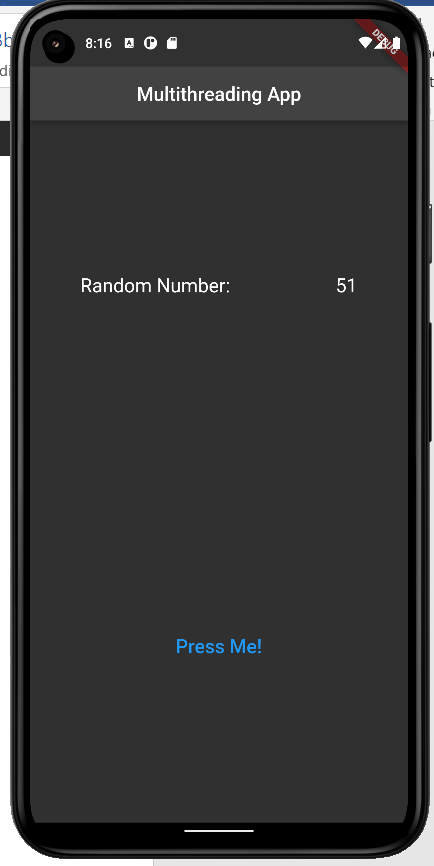 8:16
DEBUG
Multithreading App
Random Number: 51
Press Me!